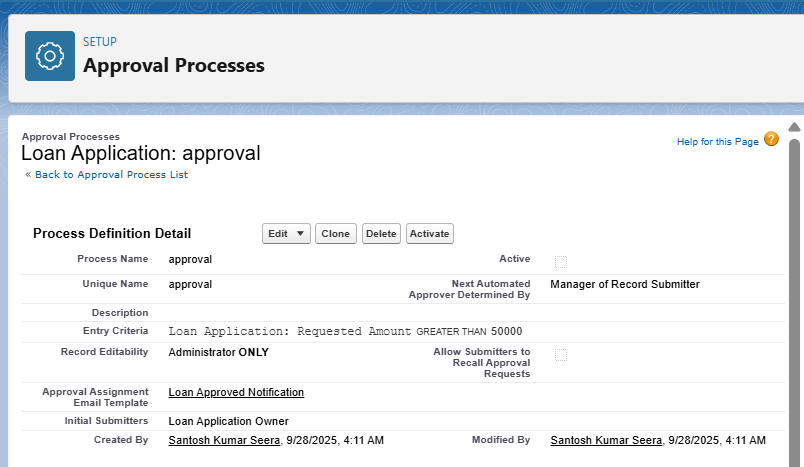 SETUP
Approval Processes
Approval Processes
Loan Application: approval
Help for this Page ?
« Back to Approval Process List
Process Definition Detail
Edit ▼ Clone Delete Activate
Process Name approval Active
Unique Name approval Next Automated Approver Determined By Manager of Record Submitter
Description
Entry Criteria Loan Application: Requested Amount GREATER THAN 50000
Record Editability Administrator ONLY Allow Submitters to Recall Approval Requests
Approval Assignment Email Template Loan Approved Notification
Initial Submitters Loan Application Owner
Created By Santosh Kumar Seera, 9/28/2025, 4:11 AM Modified By Santosh Kumar Seera, 9/28/2025, 4:11 AM